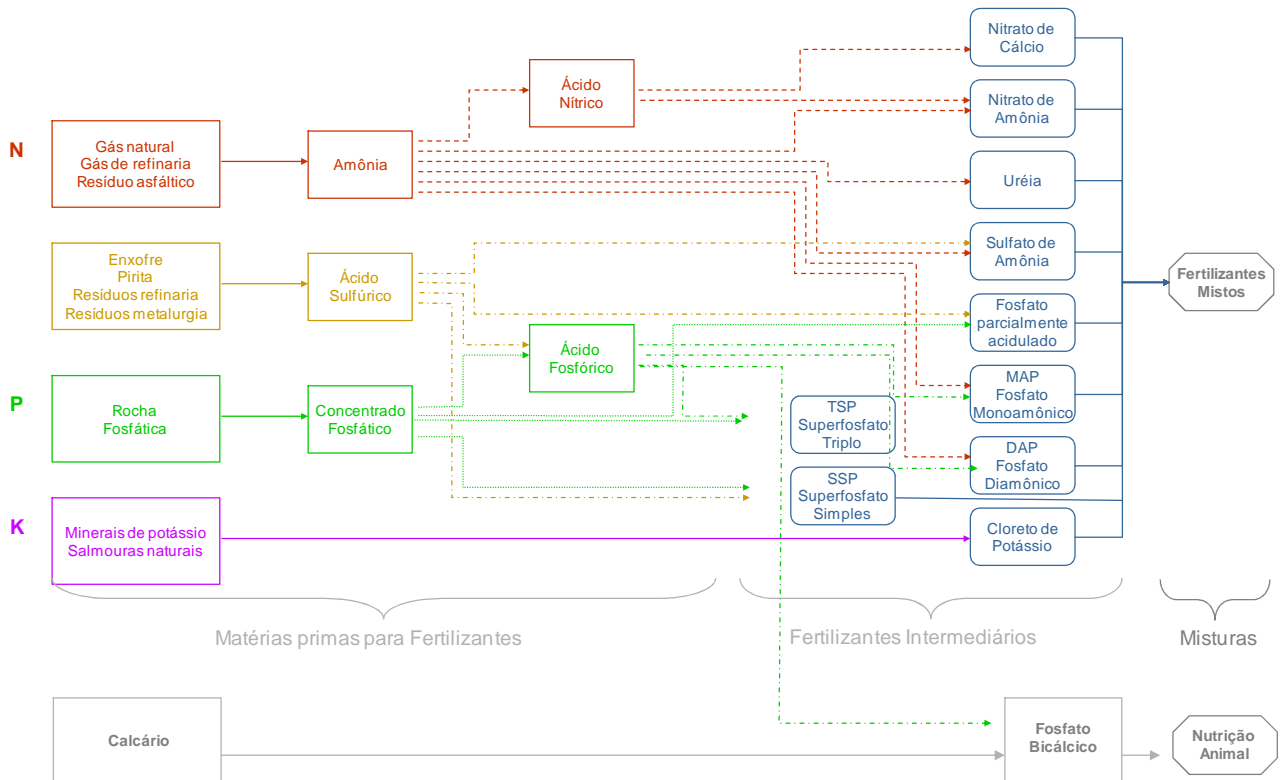 Nitrato de
Cálcio
Ácido
Nítrico
Nitrato de
Amônia
N
Gás natural
Gás de refinaria
Resíduo asfáltico
Amônia
Uréia
Enxofre
Pirita
Resíduos refinaria
Resíduos metalurgia
Ácido
Sulfúrico
Sulfato de
Amônia
Fertilizantes
Mistos
Fosfato
parcialmente
acidulado
Ácido
Fosfórico
P
Rocha
Fosfática
Concentrado
Fosfático
TSP
Superfosfato
Triplo
MAP
Fosfato
Monoamônico
DAP
Fosfato
Diamônico
SSP
Superfosfato
Simples
K
Minerais de potássio
Salmouras naturais
Cloreto de
Potássio
Matérias primas para Fertilizantes
Fertilizantes Intermediários
Misturas
Calcário
Fosfato
Bicálcico
Nutrição
Animal